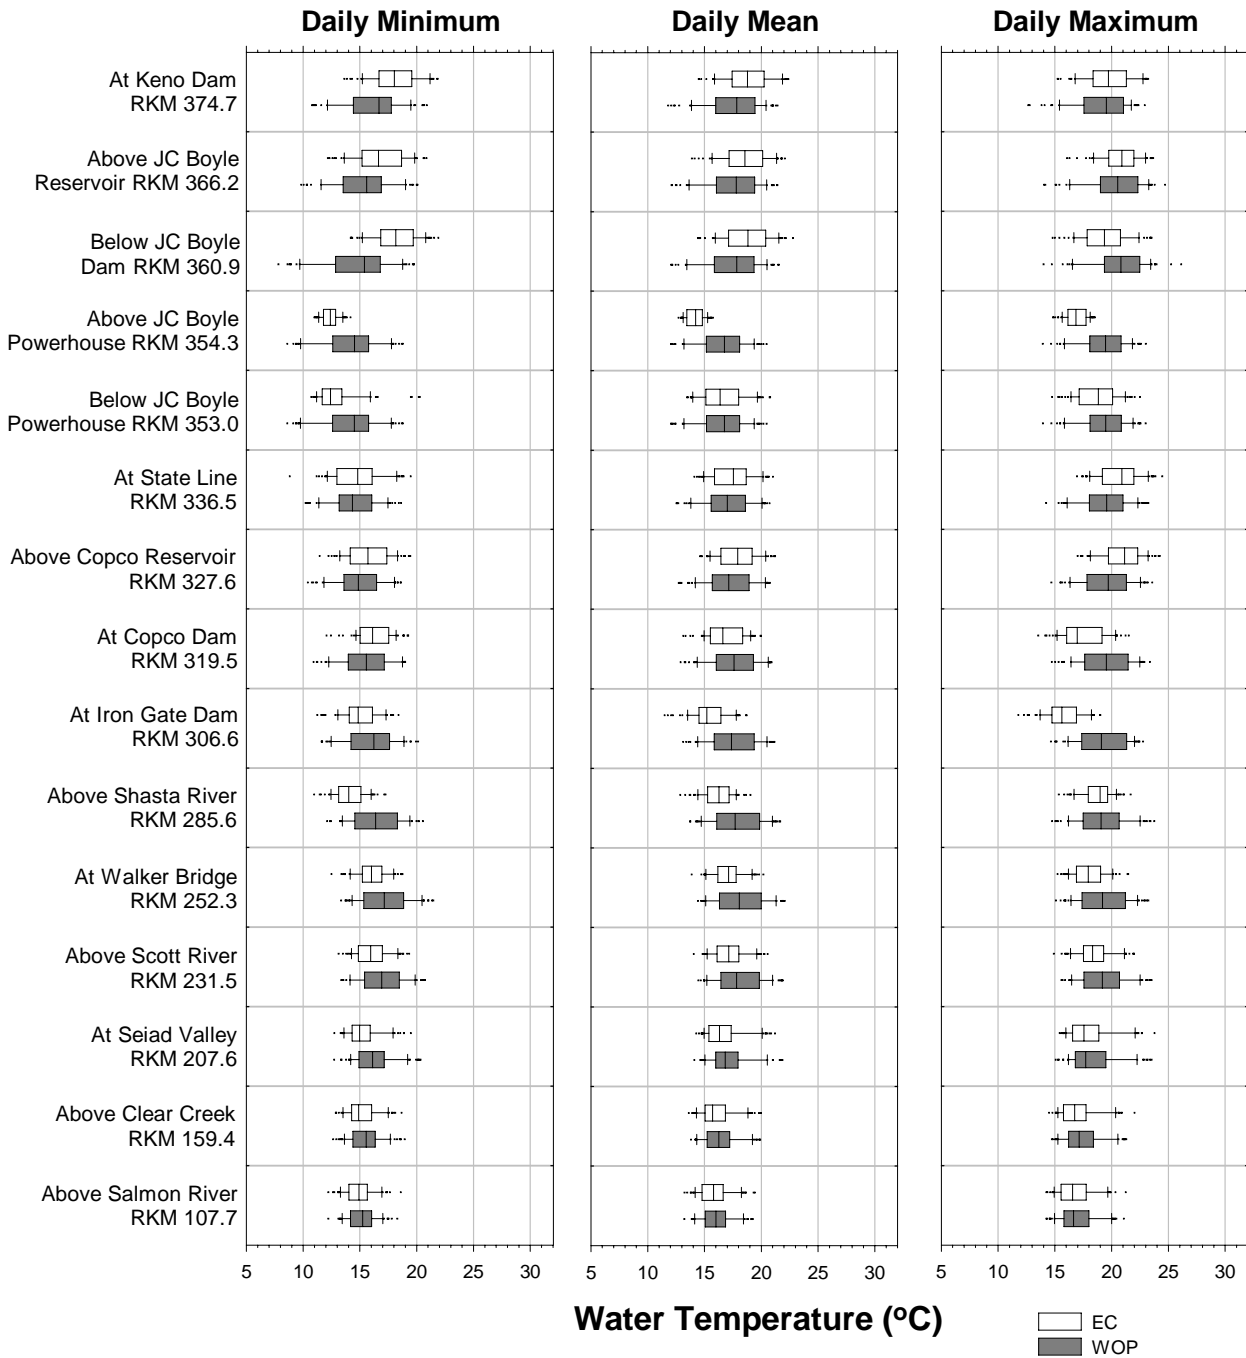 Daily Minimum Daily Mean Daily Maximum
At Keno Dam
RKM 374.7
Above JC Boyle
Reservoir RKM 366.2
Below JC Boyle
Dam RKM 360.9
Above JC Boyle
Powerhouse RKM 354.3
Below JC Boyle
Powerhouse RKM 353.0
At State Line
RKM 336.5
Above Copco Reservoir
RKM 327.6
At Copco Dam
RKM 319.5
At Iron Gate Dam
RKM 306.6
Above Shasta River
RKM 285.6
At Walker Bridge
RKM 252.3
Above Scott River
RKM 231.5
At Seiad Valley
RKM 207.6
Above Clear Creek
RKM 159.4
Above Salmon River
RKM 107.7
5 10 15 20 25 30 5 10 15 20 25 30 5 10 15 20 25 30
Water Temperature (ºC)
EC
WOP